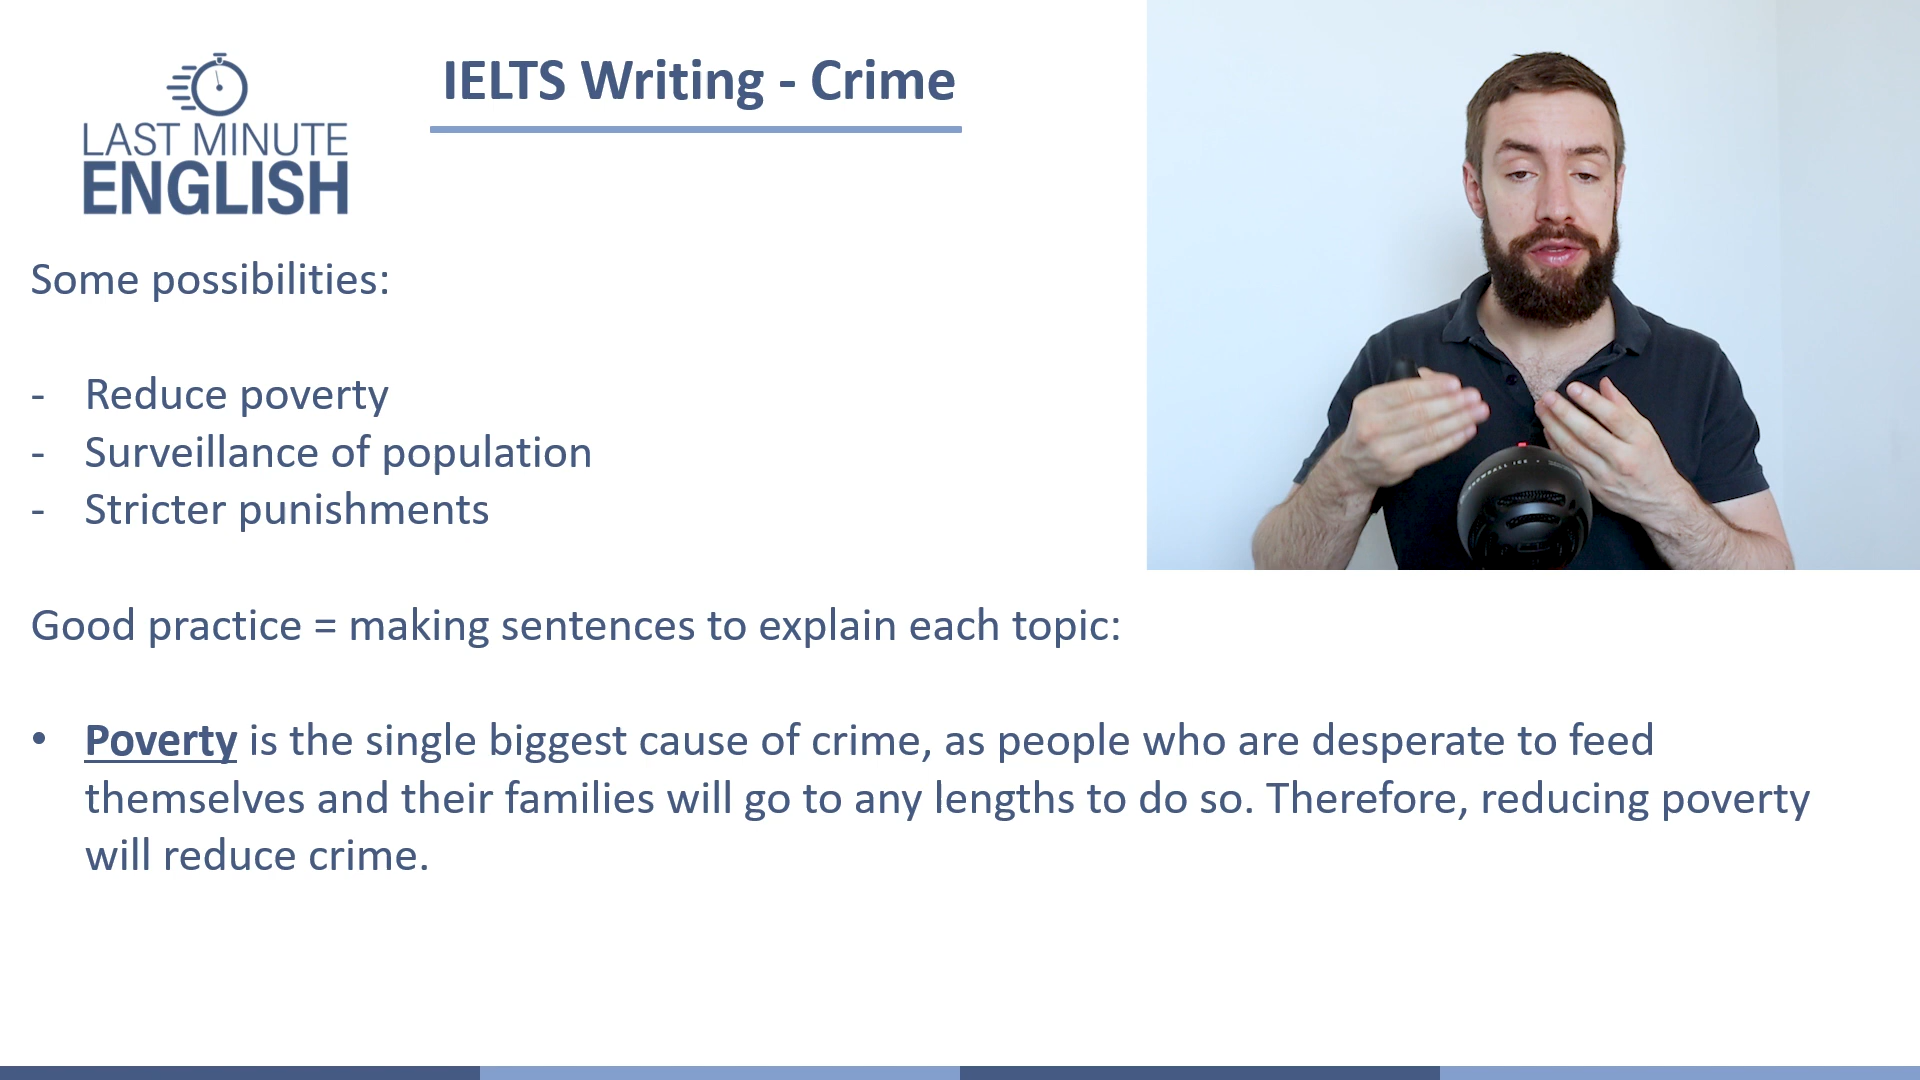 LAST MINUTE
ENGLISH
IELTS Writing - Crime
Some possibilities:
- Reduce poverty
- Surveillance of population
- Stricter punishments
Good practice = making sentences to explain each topic:
• Poverty is the single biggest cause of crime, as people who are desperate to feed
themselves and their families will go to any lengths to do so. Therefore, reducing poverty
will reduce crime.